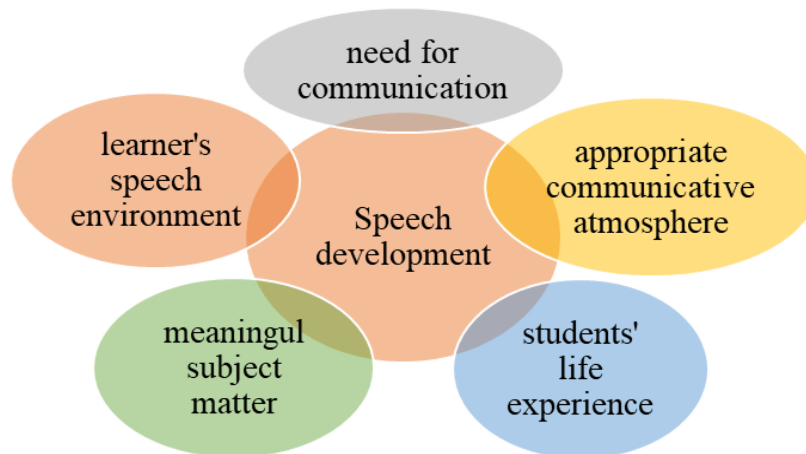 need for
communication
learner's
speech
environment
appropriate
communicative
atmosphere
Speech
development
meaningul
subject
matter
students'
life
experience